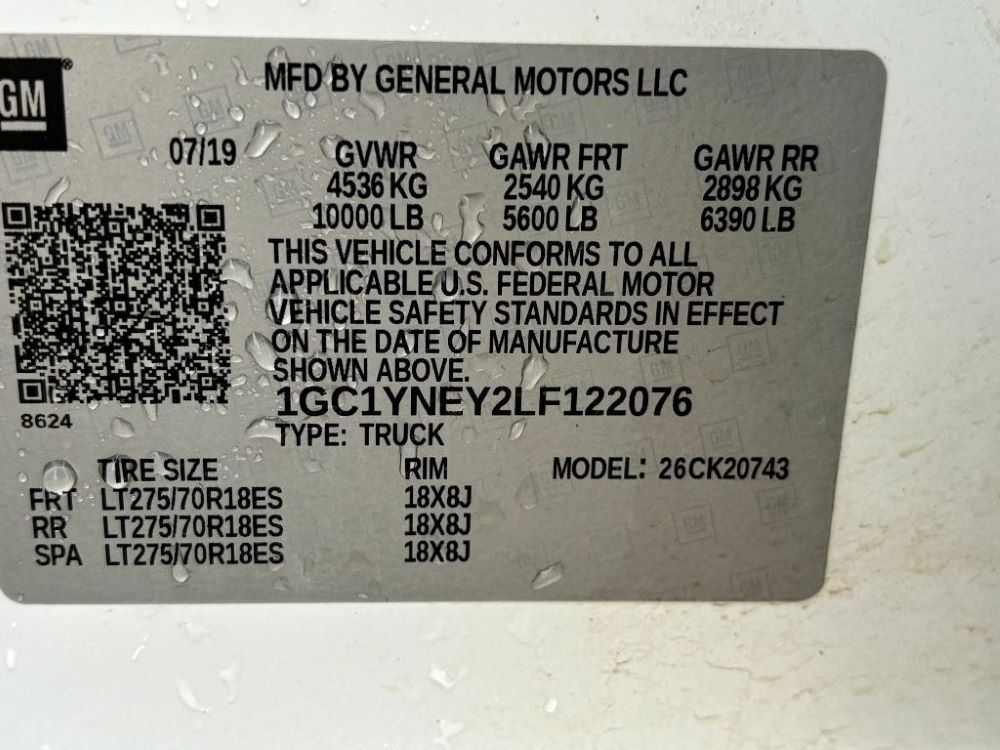 GM®
MFD BY GENERAL MOTORS LLC
07/19 GVWR GAWR FRT GAWR RR
4536 KG 2540 KG 2898 KG
10000 LB 5600 LB 6390 LB
THIS VEHICLE CONFORMS TO ALL
APPLICABLE U.S. FEDERAL MOTOR
VEHICLE SAFETY STANDARDS IN EFFECT
ON THE DATE OF MANUFACTURE
SHOWN ABOVE.
8624
1GC1YNEY2LF122076
TYPE: TRUCK
TIRE SIZE RIM MODEL: 26CK20743
FRT LT275/70R18ES 18X8J
RR LT275/70R18ES 18X8J
SPA LT275/70R18ES 18X8J